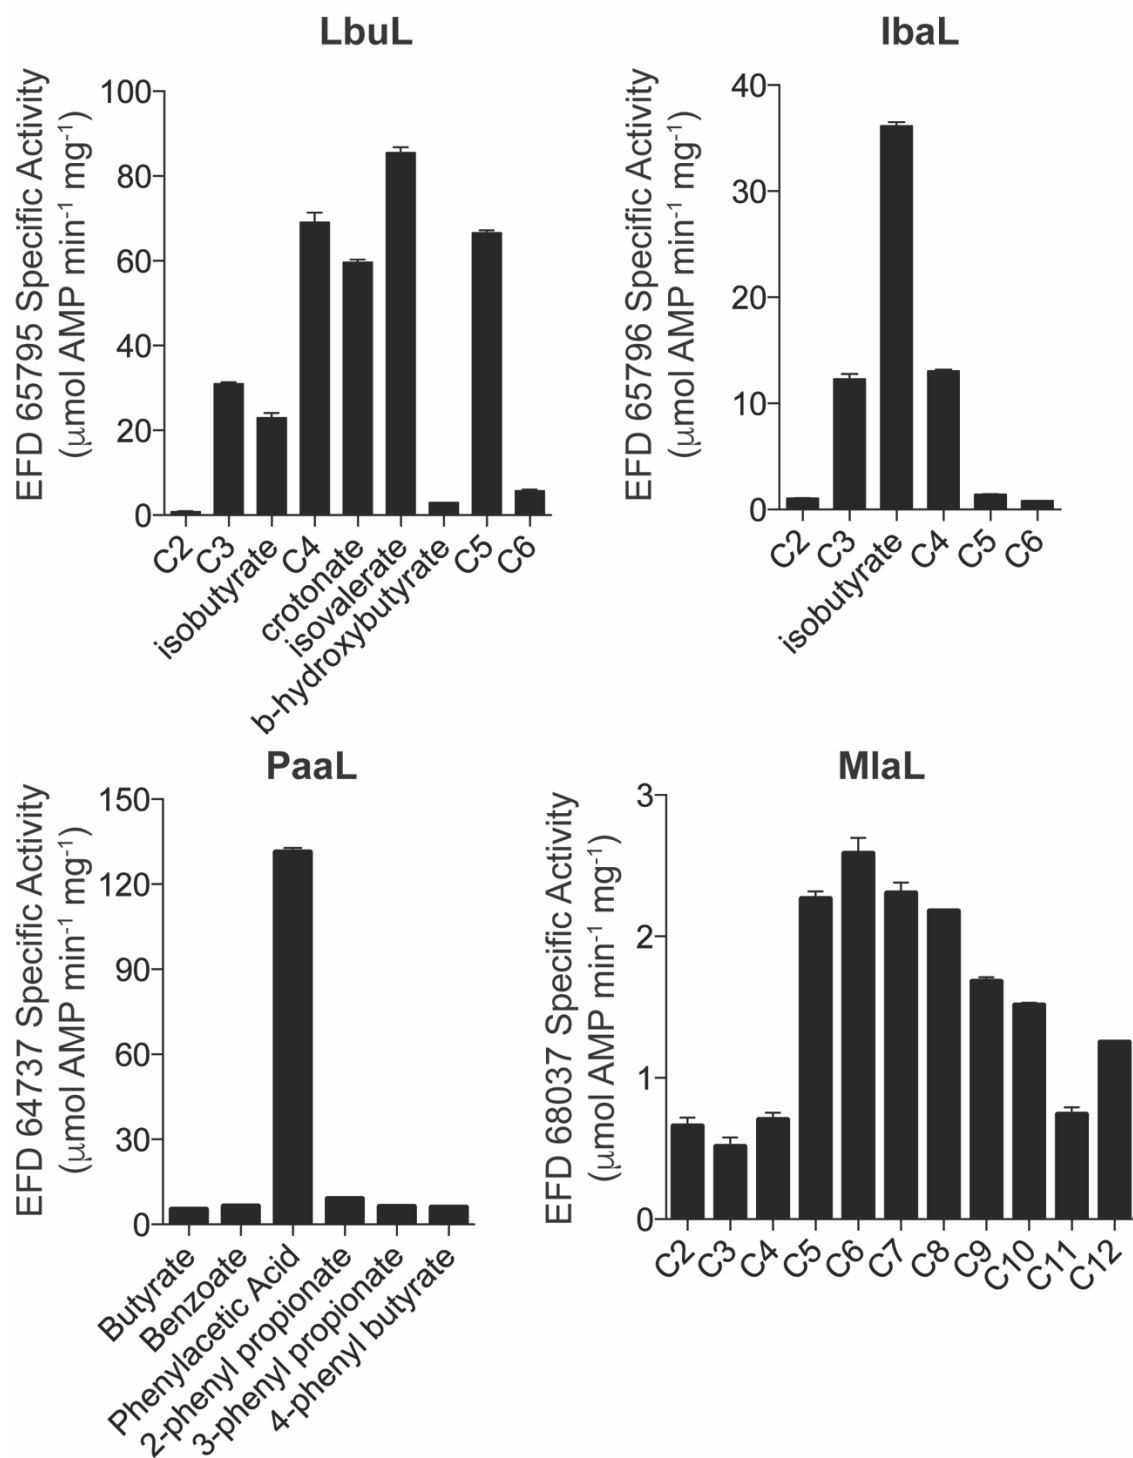 LbuL
EFD 65795 Specific Activity
(μmol AMP min⁻¹ mg⁻¹)
100
80
60
40
20
0
C2
C3
isobutyrate
C4
crotonate
isovalerate
b-hydroxybutyrate
C5
C6
IbaL
EFD 65796 Specific Activity
(μmol AMP min⁻¹ mg⁻¹)
40
30
20
10
0
C2
C3
isobutyrate
C4
C5
C6
PaaL
EFD 64737 Specific Activity
(μmol AMP min⁻¹ mg⁻¹)
150
120
90
60
30
0
Butyrate
Benzoate
Phenylacetic Acid
2-phenyl propionate
3-phenyl propionate
4-phenyl butyrate
MlaL
EFD 68037 Specific Activity
(μmol AMP min⁻¹ mg⁻¹)
3
2
1
0
C2
C3
C4
C5
C6
C7
C8
C9
C10
C11
C12